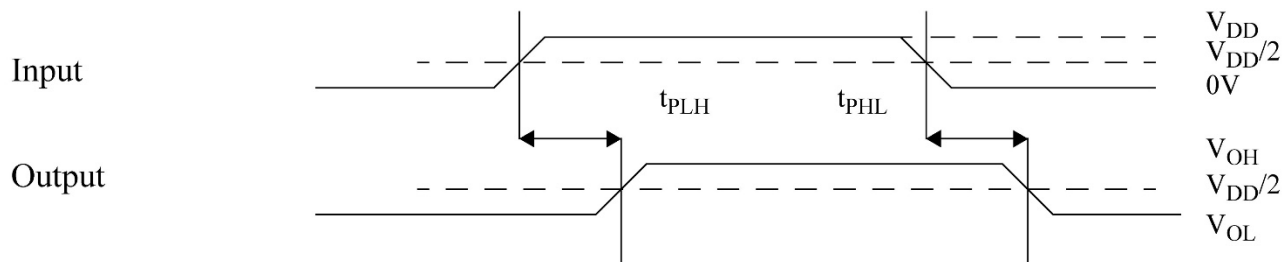 V_DD
Input
V_DD/2
0V
t_PLH
t_PHL
V_OH
Output
V_DD/2
V_OL